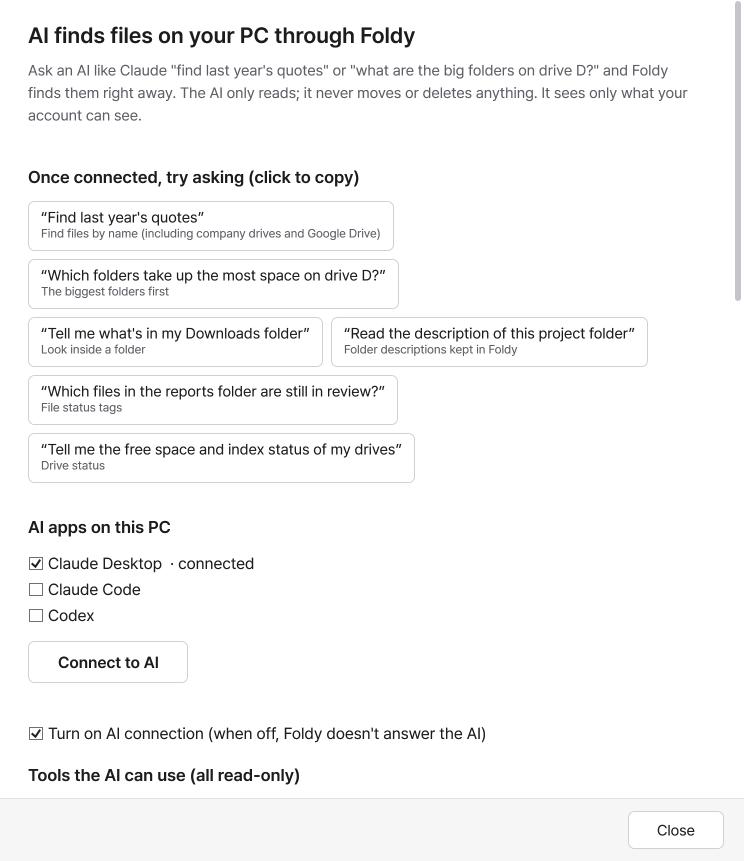 AI finds files on your PC through Foldy
Ask an AI like Claude "find last year's quotes" or "what are the big folders on drive D?" and Foldy
finds them right away. The AI only reads; it never moves or deletes anything. It sees only what your
account can see.
Once connected, try asking (click to copy)
“Find last year's quotes”
Find files by name (including company drives and Google Drive)
“Which folders take up the most space on drive D?”
The biggest folders first
“Tell me what's in my Downloads folder”
Look inside a folder
“Read the description of this project folder”
Folder descriptions kept in Foldy
“Which files in the reports folder are still in review?”
File status tags
“Tell me the free space and index status of my drives”
Drive status
AI apps on this PC
Claude Desktop · connected
Claude Code
Codex
Connect to AI
Turn on AI connection (when off, Foldy doesn't answer the AI)
Tools the AI can use (all read-only)
Close